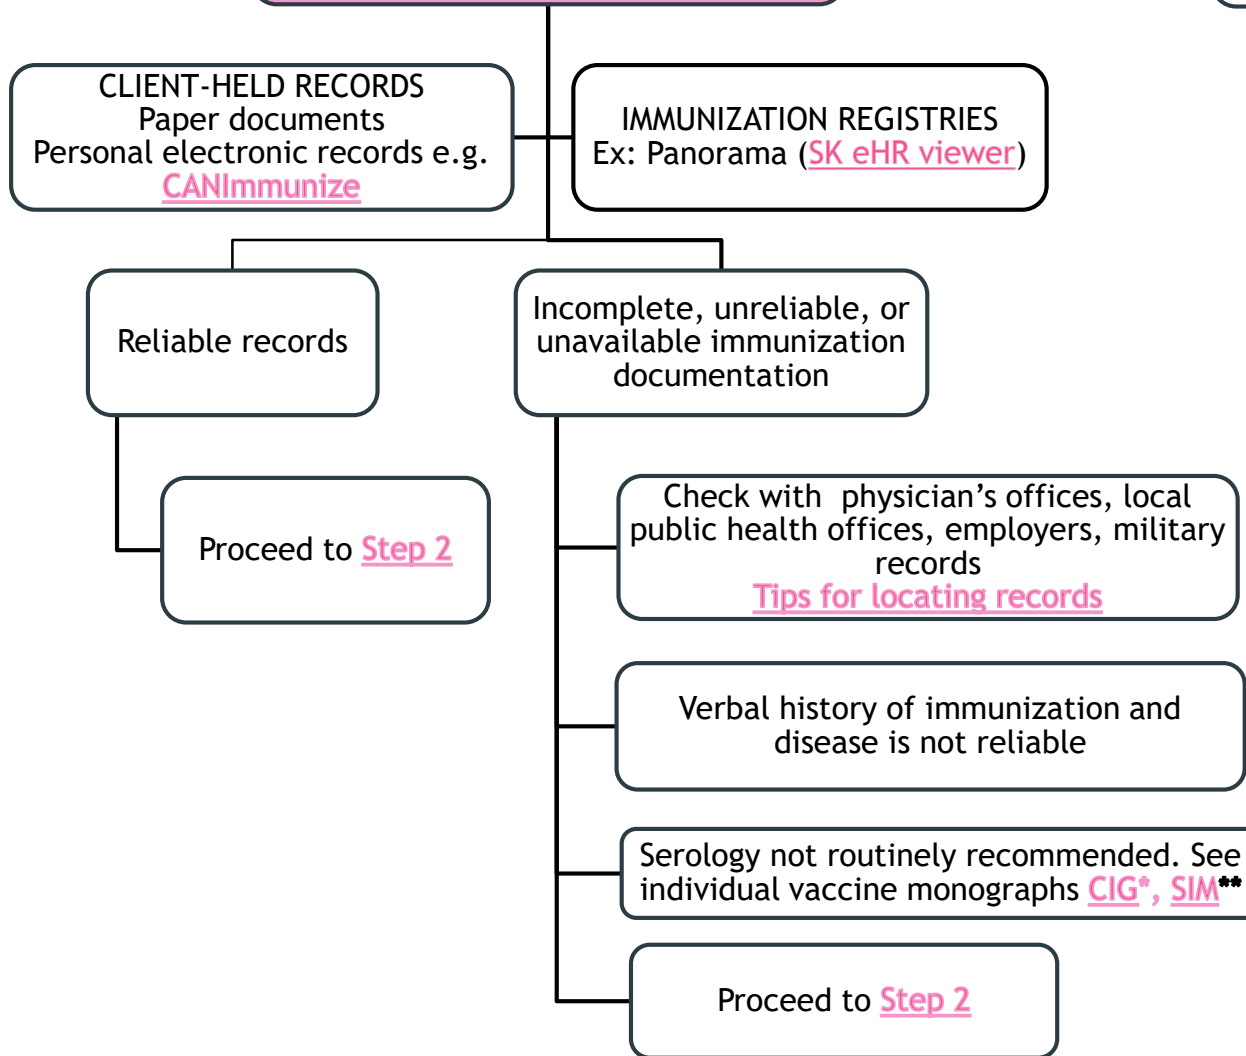 CLIENT-HELD RECORDS
Paper documents
Personal electronic records e.g.
CANImmunize
IMMUNIZATION REGISTRIES
Ex: Panorama (SK eHR viewer)
Reliable records
Incomplete, unreliable, or
unavailable immunization
documentation
Proceed to Step 2
Check with  physician’s offices, local
public health offices, employers, military
records
Tips for locating records
Verbal history of immunization and
disease is not reliable
Serology not routinely recommended. See
individual vaccine monographs CIG*, SIM**
Proceed to Step 2